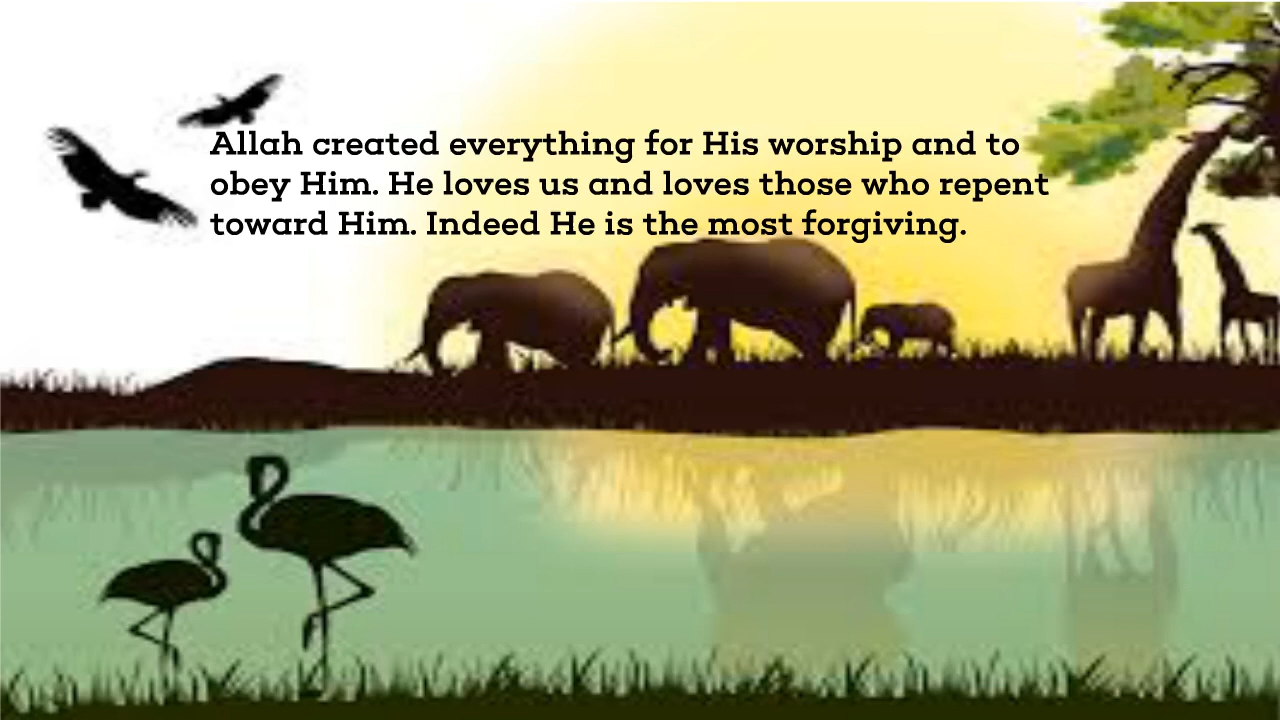 Allah created everything for His worship and to
obey Him. He loves us and loves those who repent
toward Him. Indeed He is the most forgiving.